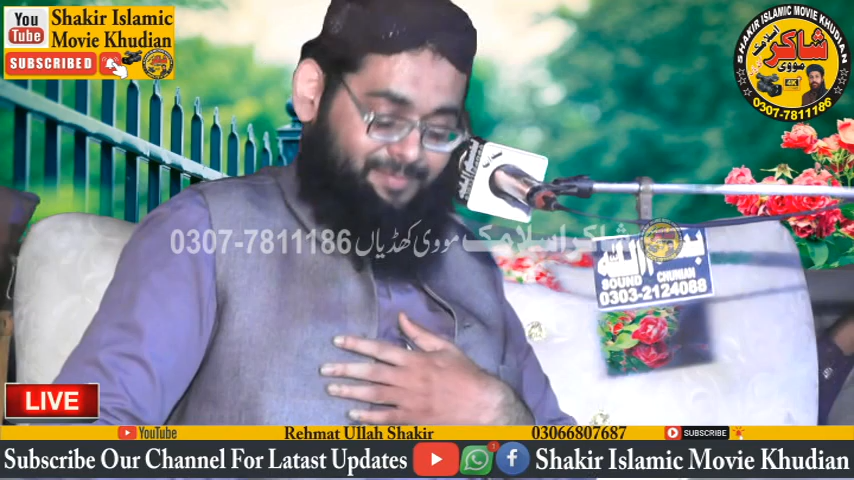 You Tube
Shakir Islamic
Movie Khudian
SUBSCRIBED
SHAKIR ISLAMIC MOVIE KHUDIAN
شاکر
اسلامک
مووی
4K
0307-7811186
شاکر اسلامک مووی کھڈیاں 0307-7811186
SOUND
CHUNIAN
0303-2124088
LIVE
YouTube
Rehmat Ullah Shakir
03066807687
SUBSCRIBE
Subscribe Our Channel For Latast Updates
1
Shakir Islamic Movie Khudian